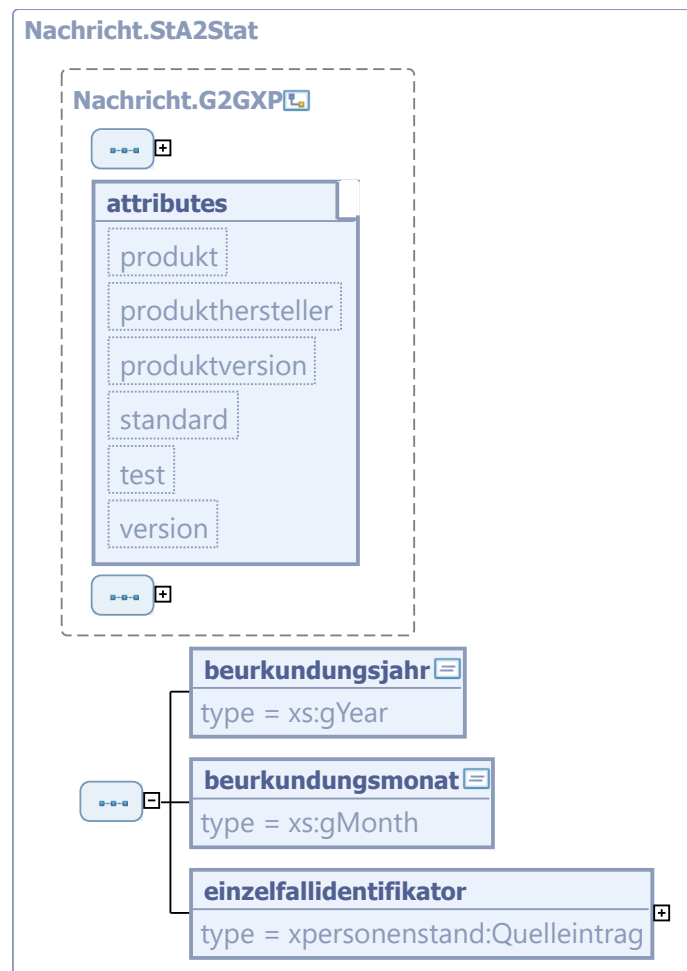 Nachricht.StA2Stat
Nachricht.G2GXP
attributes
produkt
produkthersteller
produktversion
standard
test
version
beurkundungsjahr
type = xs:gYear
beurkundungsmonat
type = xs:gMonth
einzelfallidentifikator
type = xpersonenstand:Quelleintrag